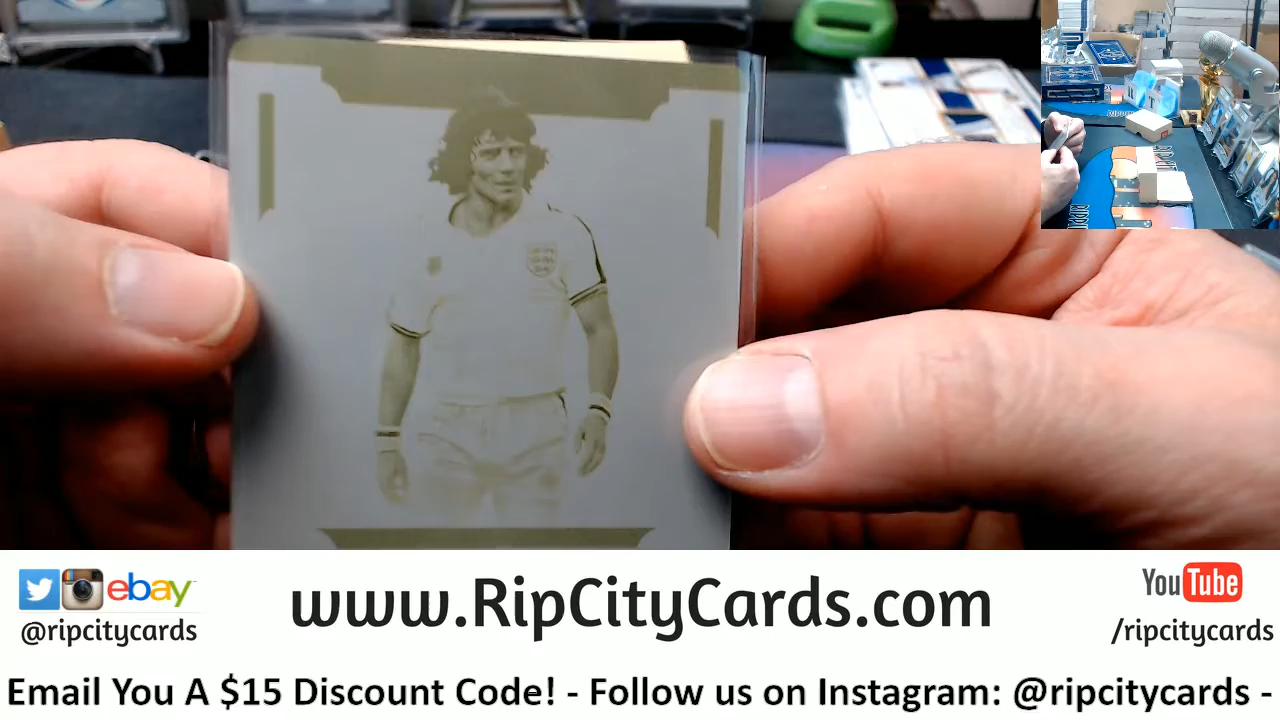 ebay
www.RipCityCards.com
YouTube
@ripcitycards
/ripcitycards
Email You A $15 Discount Code! - Follow us on Instagram: @ripcitycards -